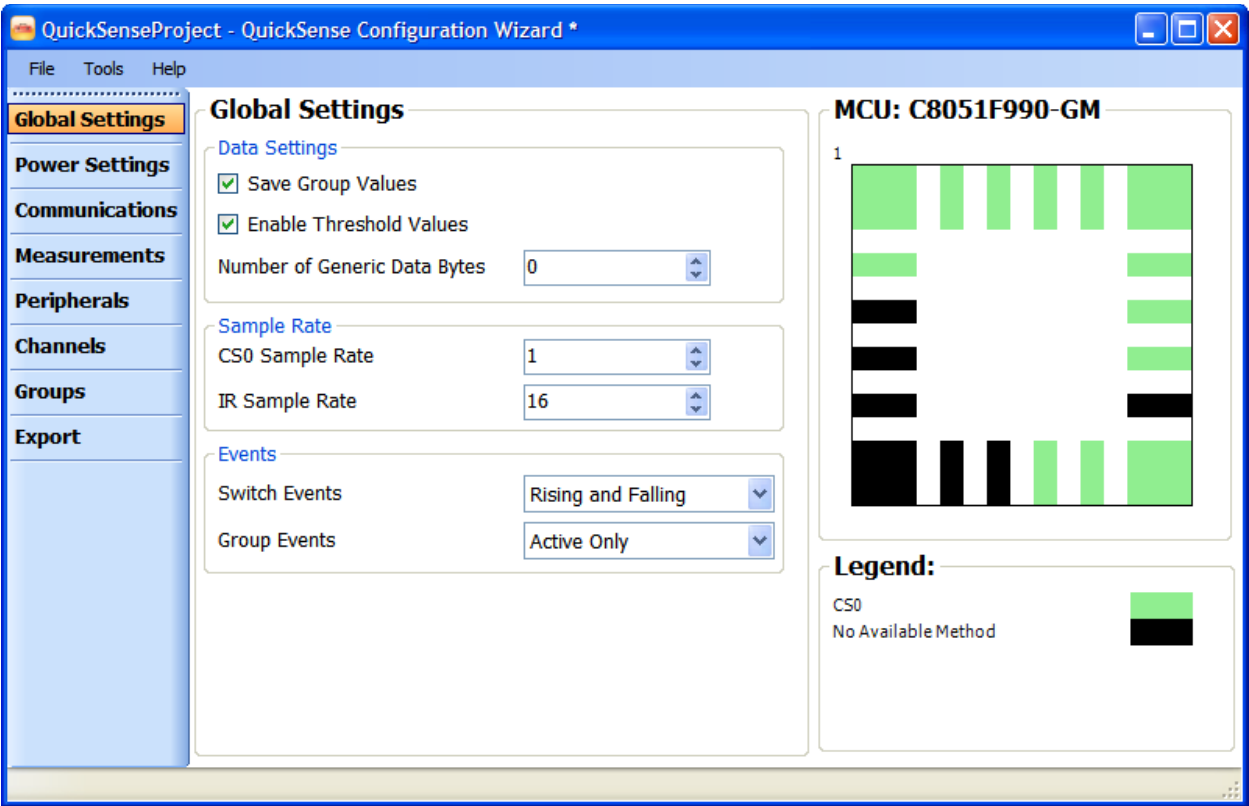 QuickSenseProject - QuickSense Configuration Wizard *
File Tools Help
Global Settings
Power Settings
Communications
Measurements
Peripherals
Channels
Groups
Export
Global Settings
Data Settings
Save Group Values
Enable Threshold Values
Number of Generic Data Bytes 0
Sample Rate
CS0 Sample Rate 1
IR Sample Rate 16
Events
Switch Events Rising and Falling
Group Events Active Only
MCU: C8051F990-GM
1
Legend:
CS0
No Available Method